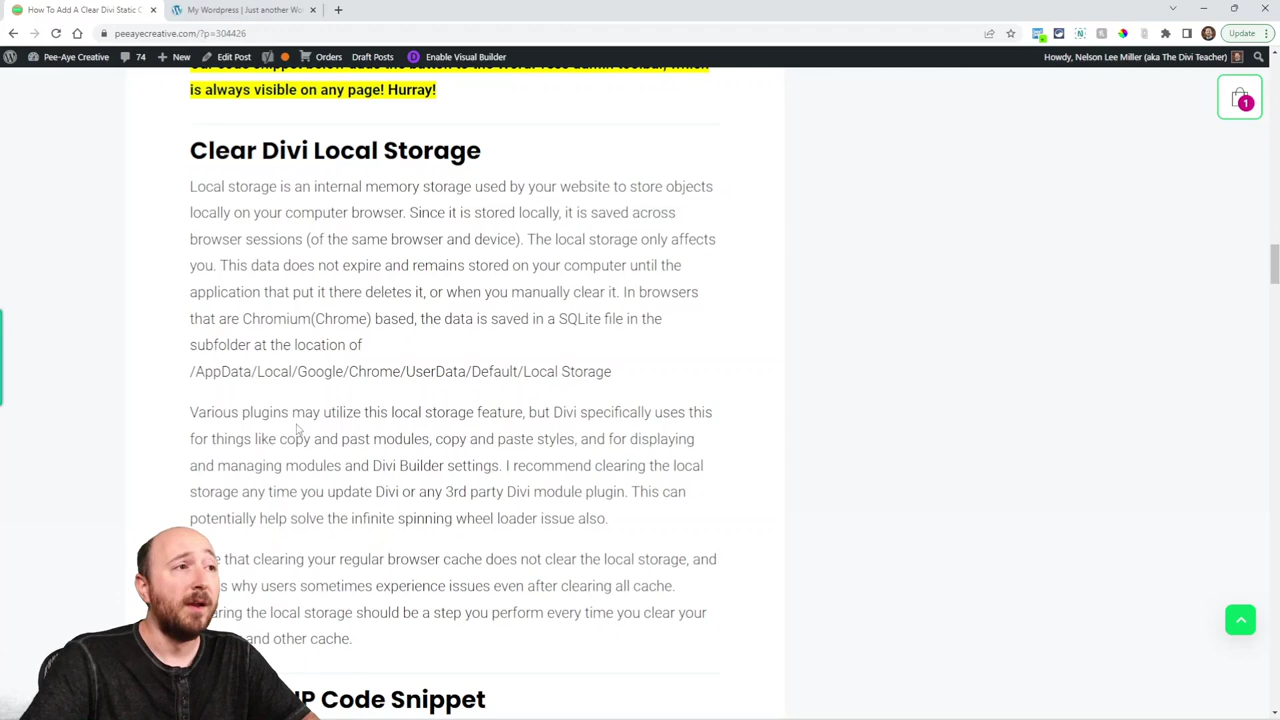 How To Add A Clear Divi Static C
My Wordpress | Just another Wo
peeayecreative.com/?p=304426
Update
Pee-Aye Creative
74
New
Edit Post
Orders
Draft Posts
Enable Visual Builder
Howdy, Nelson Lee Miller (aka The Divi Teacher)
1
is always visible on any page! Hurray!
Clear Divi Local Storage
Local storage is an internal memory storage used by your website to store objects
locally on your computer browser. Since it is stored locally, it is saved across
browser sessions (of the same browser and device). The local storage only affects
you. This data does not expire and remains stored on your computer until the
application that put it there deletes it, or when you manually clear it. In browsers
that are Chromium(Chrome) based, the data is saved in a SQLite file in the
subfolder at the location of
/AppData/Local/Google/Chrome/UserData/Default/Local Storage
Various plugins may utilize this local storage feature, but Divi specifically uses this
for things like copy and past modules, copy and paste styles, and for displaying
and managing modules and Divi Builder settings. I recommend clearing the local
storage any time you update Divi or any 3rd party Divi module plugin. This can
potentially help solve the infinite spinning wheel loader issue also.
that clearing your regular browser cache does not clear the local storage, and
why users sometimes experience issues even after clearing all cache.
the local storage should be a step you perform every time you clear your
and other cache.
Code Snippet